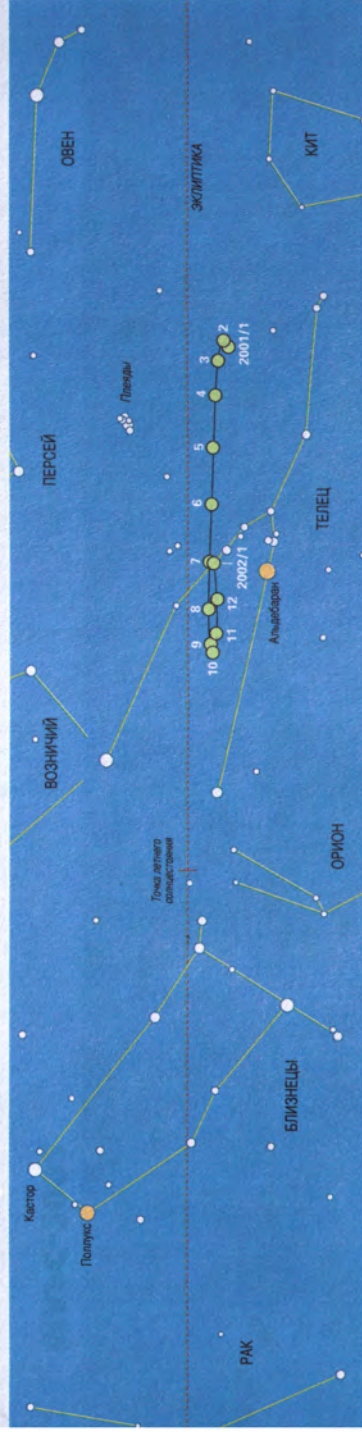 Кастор
ПЕРСЕЙ
ВОЗНИЧИЙ
ОВЕН
Поллукс
Плеяды
Точка летнего
солнцестояния
ЭКЛИПТИКА
9
8
7
6
5
4
3
2
10
11
12
2002/1
2001/1
РАК
Альдебаран
БЛИЗНЕЦЫ
КИТ
ТЕЛЕЦ
ОРИОН